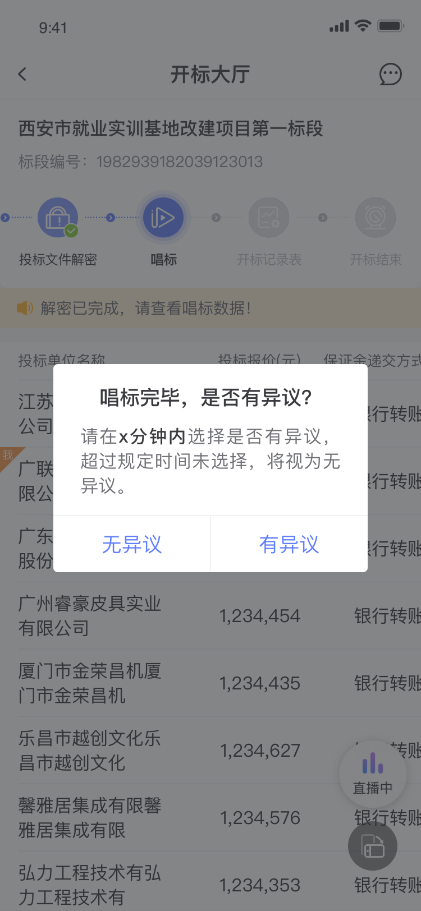 9:41
开标大厅
西安市就业实训基地改建项目第一标段
标段编号：1982939182039123013
投标文件解密
唱标
开标记录表
开标结束
解密已完成，请查看唱标数据！
投标单位名称
投标报价(元)
保证金递交方式
江苏
公司
银行转账
我
广联
限公
银行转账
广东
股份
银行转账
唱标完毕，是否有异议?
请在x分钟内选择是否有异议，
超过规定时间未选择，将视为无
异议。
无异议
有异议
广州睿豪皮具实业
有限公司
1,234,454
银行转账
厦门市金荣昌机厦
门市金荣昌机
1,234,435
银行转账
乐昌市越创文化乐
昌市越创文化
1,234,627
银行转账
直播中
馨雅居集成有限馨
雅居集成有限
1,234,576
银行转账
弘力工程技术有弘
力工程技术有
1,234,353
银行转账